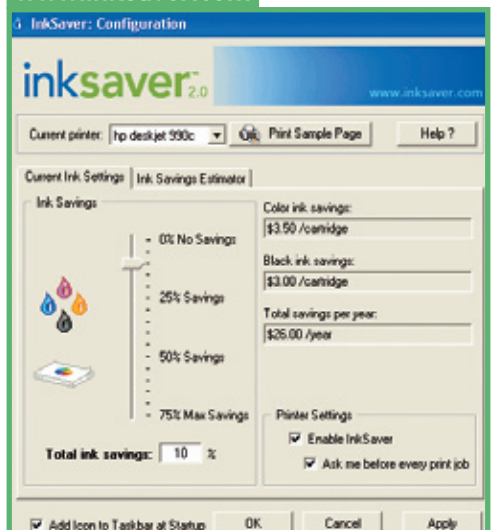 InkSaver: Configuration
inksaver™ 2.0
www.inksaver.com
Current printer: hp deskjet 990c Print Sample Page Help ?
Current Ink Settings Ink Savings Estimator
Ink Savings
0% No Savings
25% Savings
50% Savings
75% Max Savings
Total ink savings: 10 %
Color ink savings:
$3.50 /cartridge
Black ink savings:
$3.00 /cartridge
Total savings per year:
$26.00 /year
Printer Settings
Enable InkSaver
Ask me before every print job
Add Icon to Taskbar at Startup OK Cancel Apply